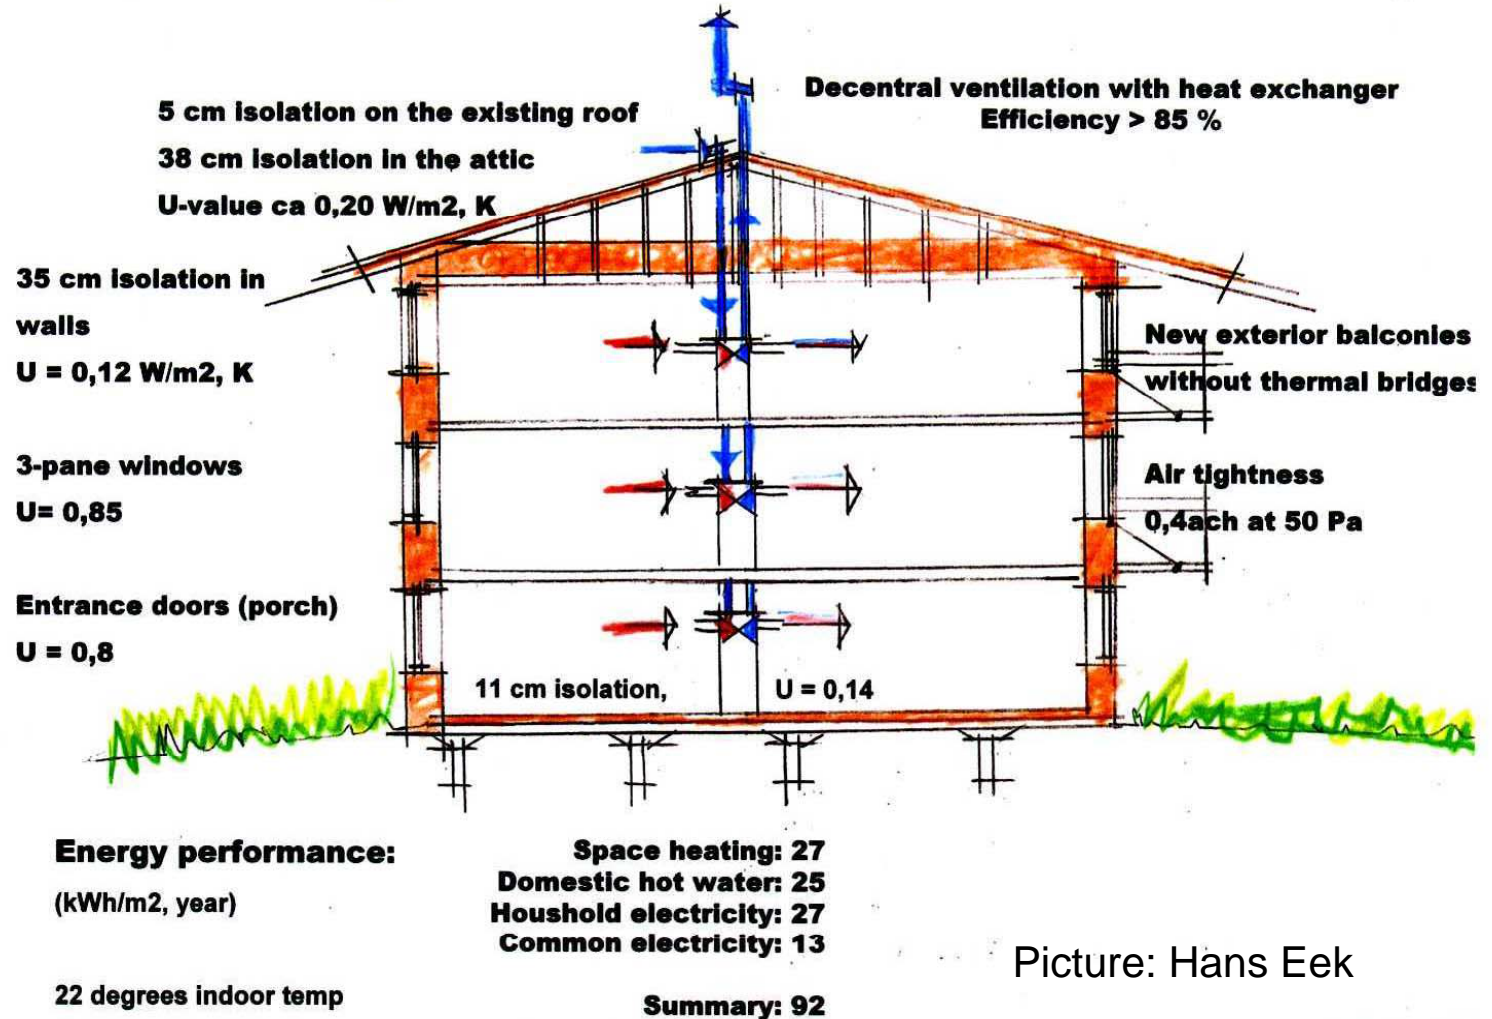 5 cm isolation on the existing roof
38 cm isolation in the attic
U-value ca 0,20 W/m2, K
Decentral ventilation with heat exchanger
Efficiency > 85 %
35 cm isolation in
walls
U = 0,12 W/m2, K
3-pane windows
U= 0,85
Entrance doors (porch)
U = 0,8
New exterior balconies
without thermal bridges
Air tightness
0,4ach at 50 Pa
11 cm isolation, U = 0,14
Energy performance:
(kWh/m2, year)
22 degrees indoor temp
Space heating: 27
Domestic hot water: 25
Houshold electricity: 27
Common electricity: 13
Summary: 92
Picture: Hans Eek